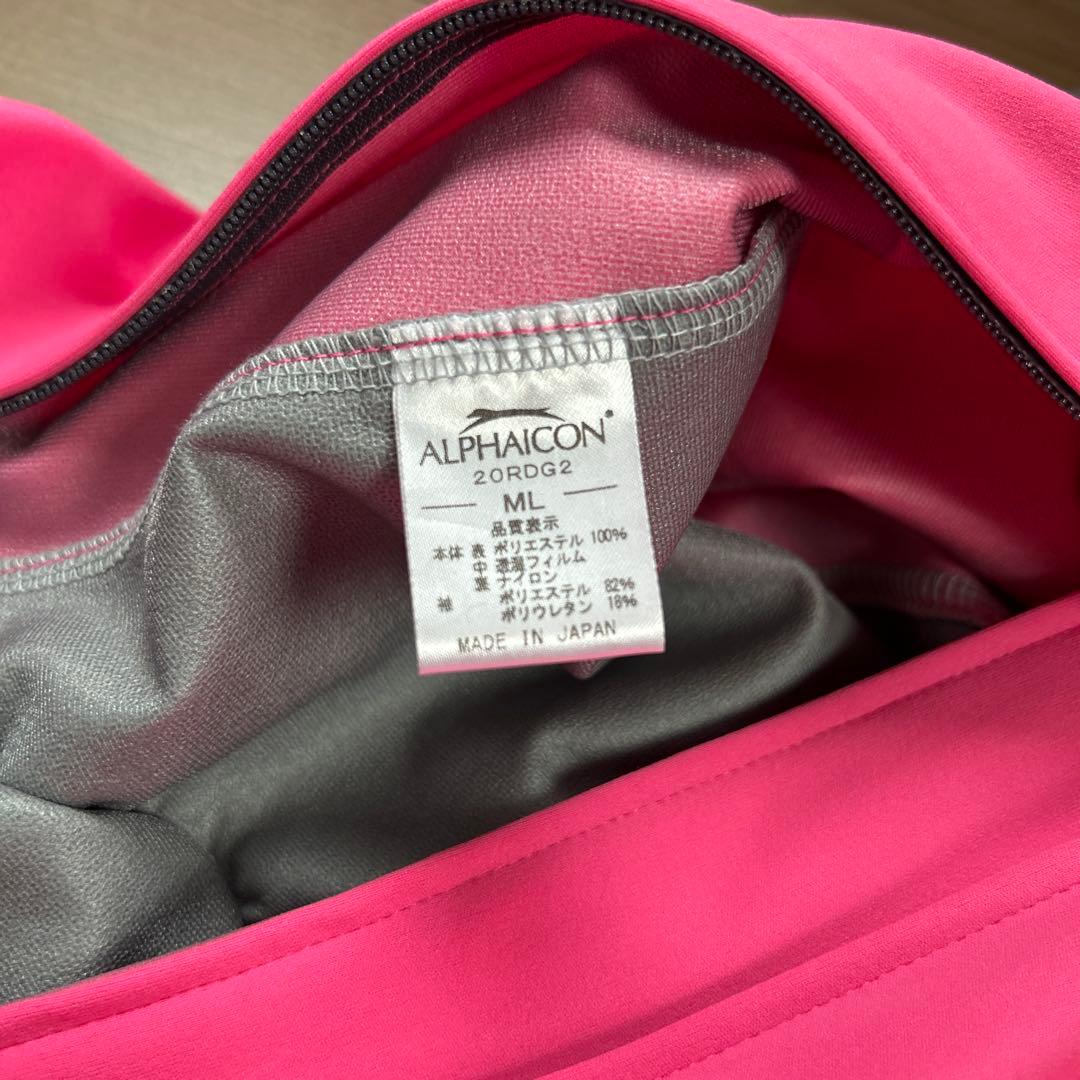 ALPHAICON
20RDG2
ML
品質表示
本体 表 ポリエステル 100%
中 透湿フィルム
裏 ナイロン
袖 ポリエステル 82%
ポリウレタン 18%
MADE IN JAPAN